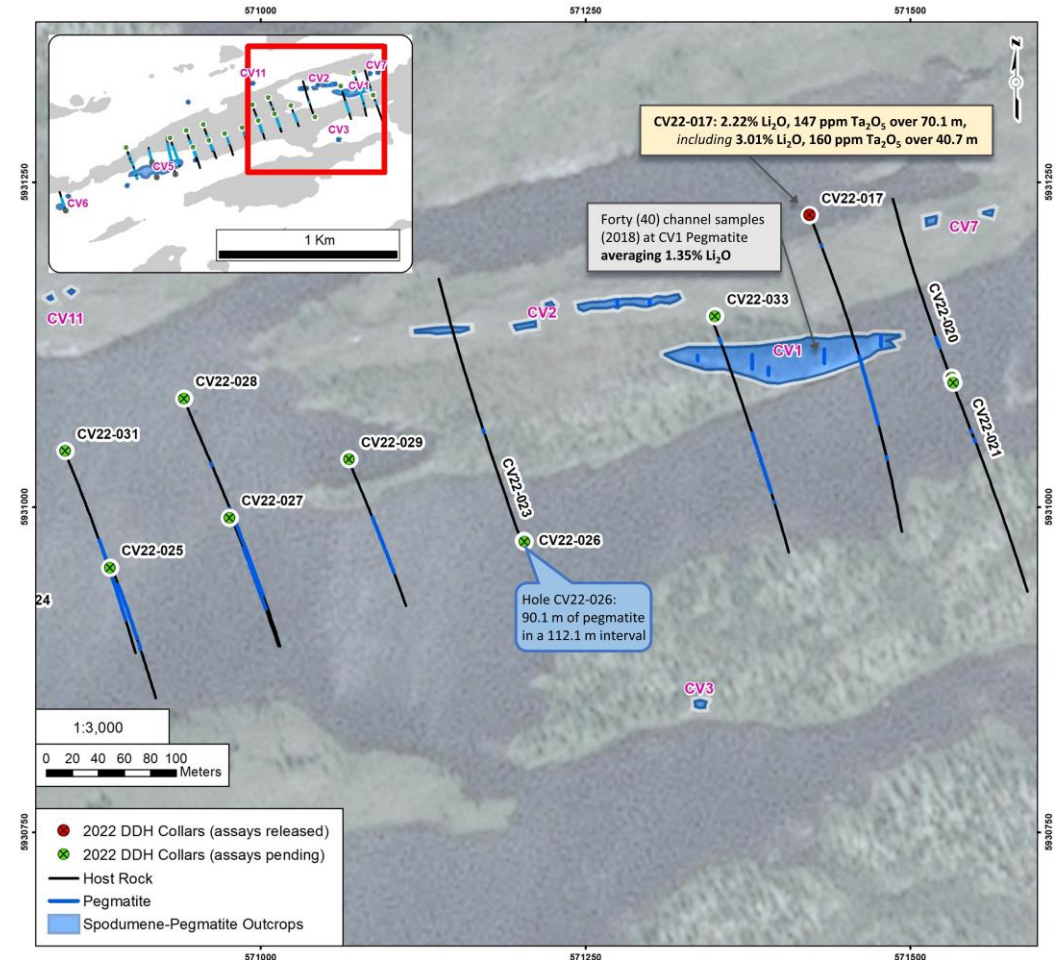 571000
571250
571500
CV11
CV2
CV7
CV1
CV3
CV5
CV6
1 Km
N
CV22-017: 2.22% Li₂O, 147 ppm Ta₂O₅ over 70.1 m,
including 3.01% Li₂O, 160 ppm Ta₂O₅ over 40.7 m
5931250
5931250
CV22-017
Forty (40) channel samples
(2018) at CV1 Pegmatite
averaging 1.35% Li₂O
CV7
CV11
CV2
CV22-033
CV22-020
CV1
CV22-028
CV22-021
CV22-031
CV22-029
CV22-023
CV22-027
5931000
5931000
CV22-026
CV22-025
24
Hole CV22-026:
90.1 m of pegmatite
in a 112.1 m interval
CV3
1:3,000
0 20 40 60 80 100
Meters
5930750
5930750
2022 DDH Collars (assays released)
2022 DDH Collars (assays pending)
Host Rock
Pegmatite
Spodumene-Pegmatite Outcrops
571000
571250
571500